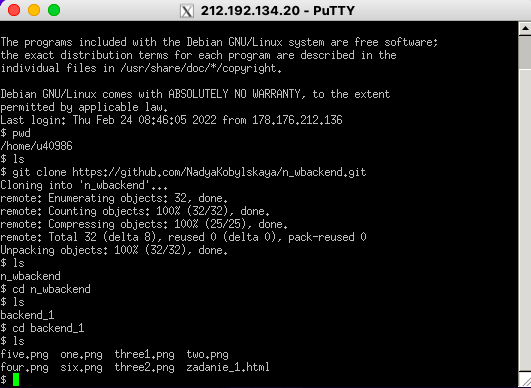 212.192.134.20 - PuTTY
The programs included with the Debian GNU/Linux system are free software;
the exact distribution terms for each program are described in the
individual files in /usr/share/doc/*/copyright.
Debian GNU/Linux comes with ABSOLUTELY NO WARRANTY, to the extent
permitted by applicable law.
Last login: Thu Feb 24 08:46:05 2022 from 178.176.212.136
$ pwd
/home/u40986
$ ls
$ git clone https://github.com/NadyaKobylskaya/n_wbackend.git
Cloning into 'n_wbackend'...
remote: Enumerating objects: 32, done.
remote: Counting objects: 100% (32/32), done.
remote: Compressing objects: 100% (25/25), done.
remote: Total 32 (delta 8), reused 0 (delta 0), pack-reused 0
Unpacking objects: 100% (32/32), done.
$ ls
n_wbackend
$ cd n_wbackend
$ ls
backend_1
$ cd backend_1
$ ls
five.png  one.png  three1.png  two.png
four.png  six.png  three2.png  zadanie_1.html
$